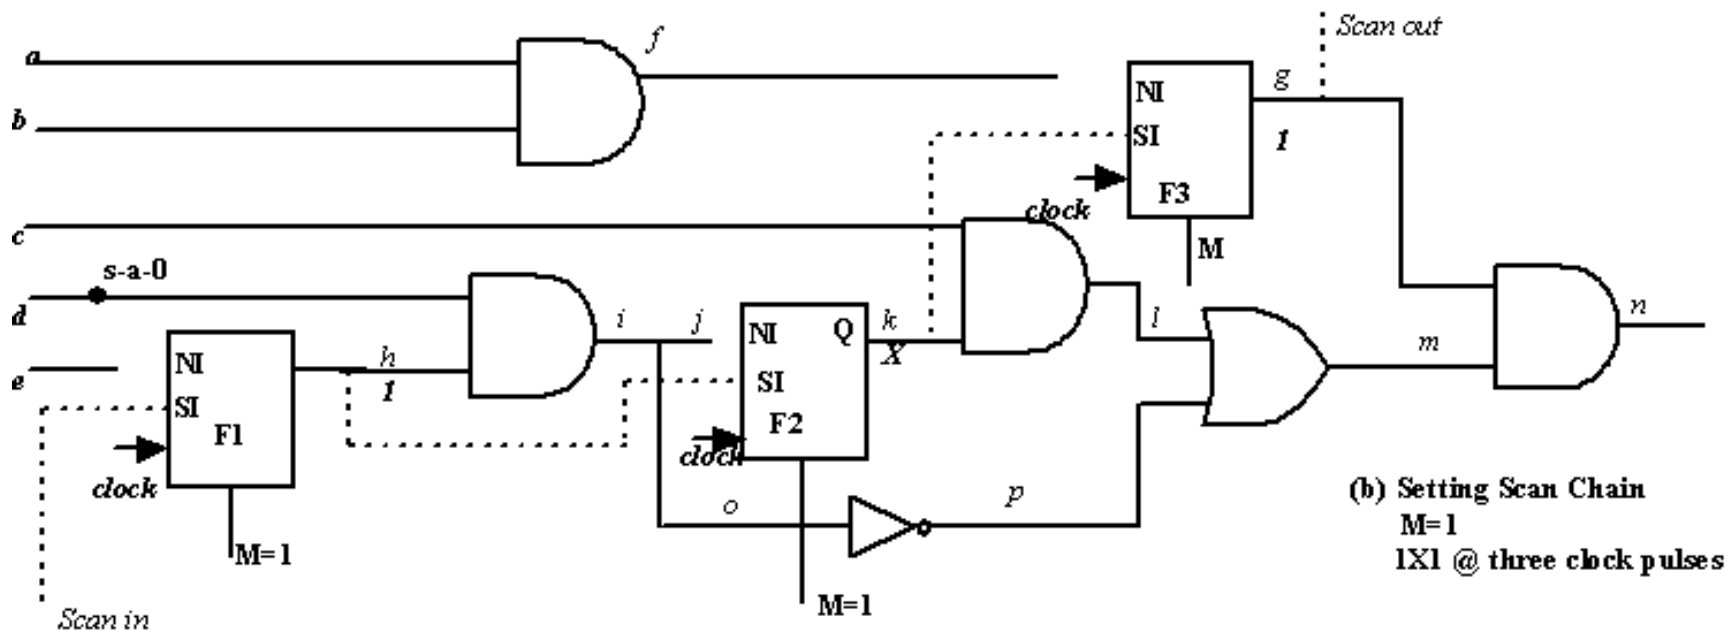 Scan out
a
f
b
NI
g
SI
1
F3
clock
M
c
s-a-0
d
NI
h
1
e
SI
F1
clock
M=1
i
j
NI
Q
k
X
SI
F2
clock
M=1
o
p
l
m
n
Scan in
(b) Setting Scan Chain
M=1
1X1 @ three clock pulses